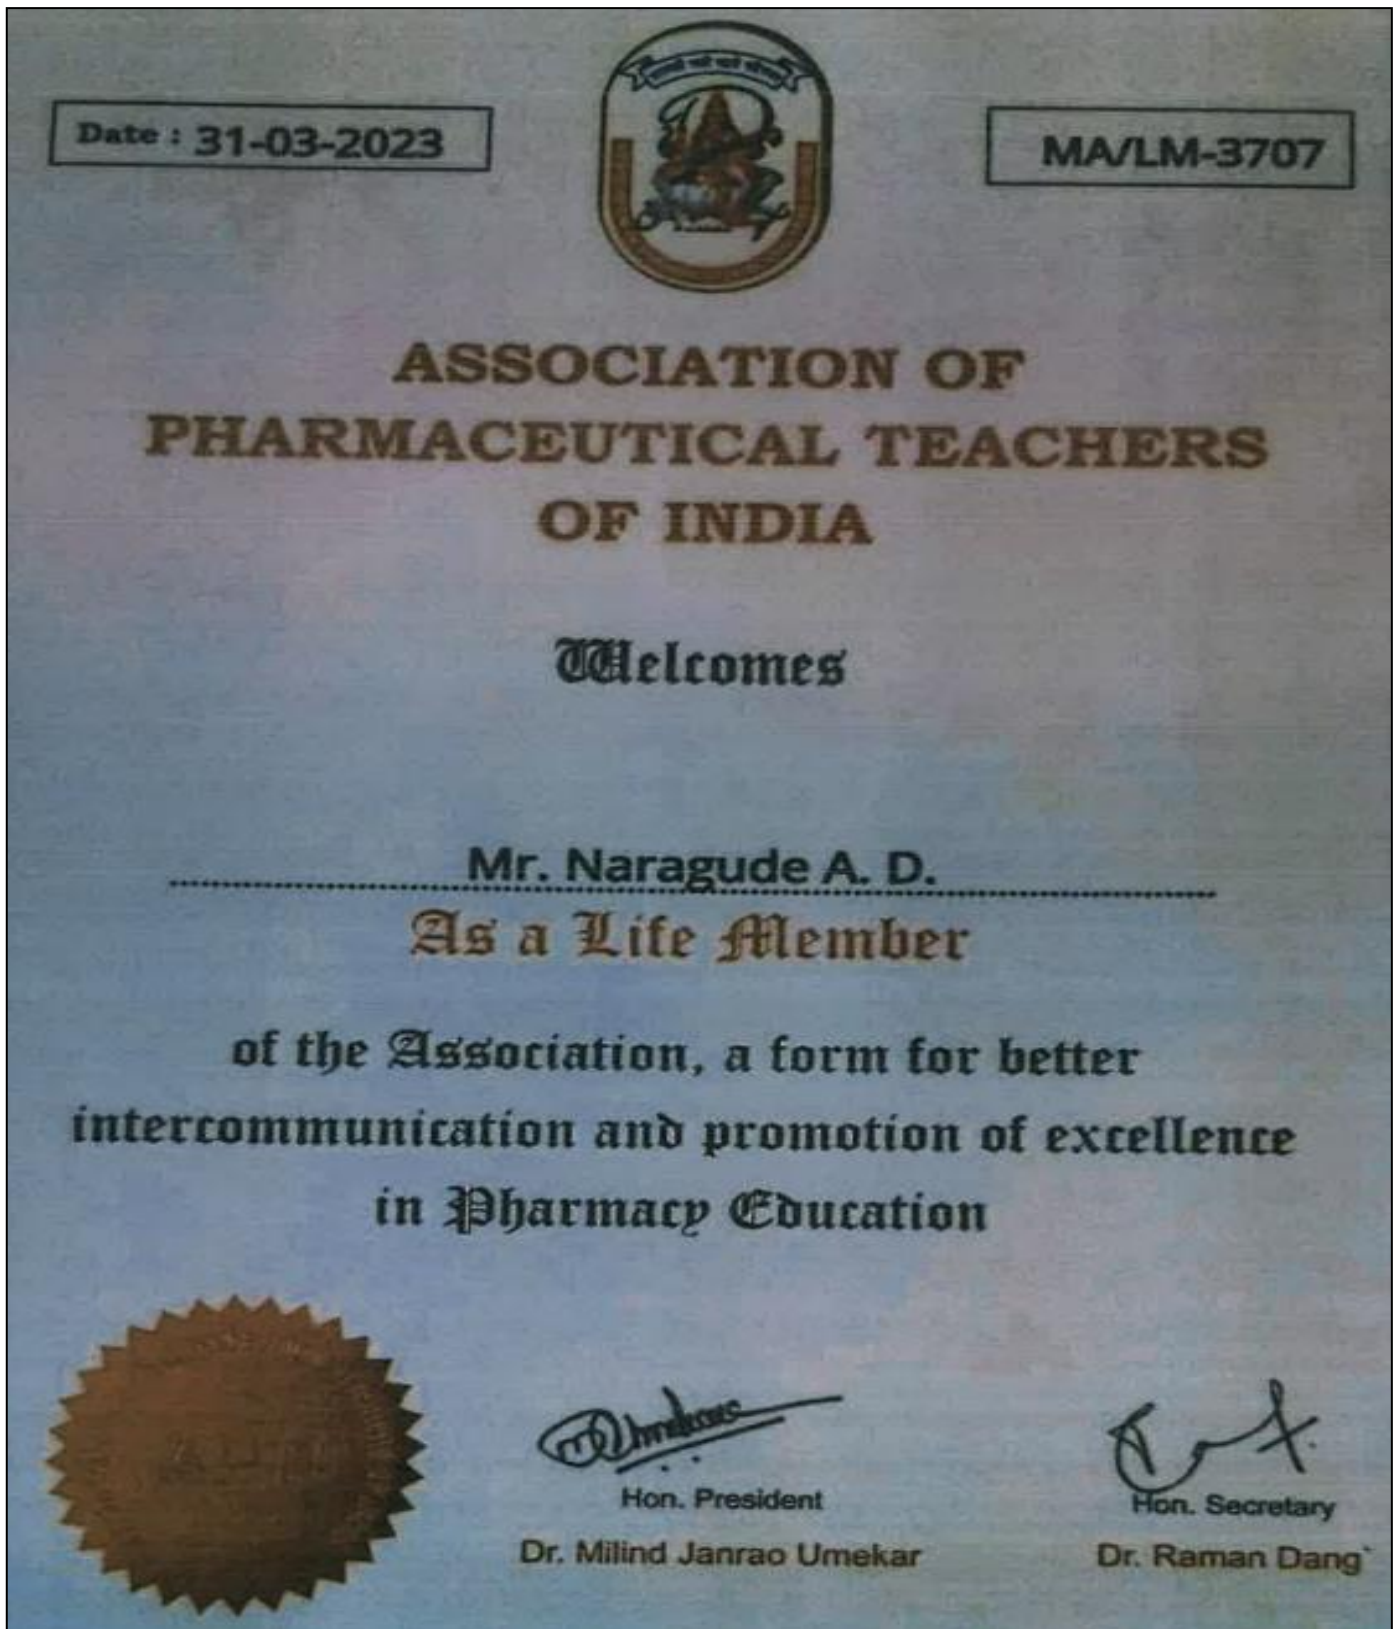 Date : 31-03-2023
MA/LM-3707
ASSOCIATION OF
PHARMACEUTICAL TEACHERS
OF INDIA
Welcomes
Mr. Naragude A. D.
As a Life Member
of the Association, a form for better
intercommunication and promotion of excellence
in Pharmacy Education
Hon. President
Hon. Secretary
Dr. Milind Janrao Umekar
Dr. Raman Dang